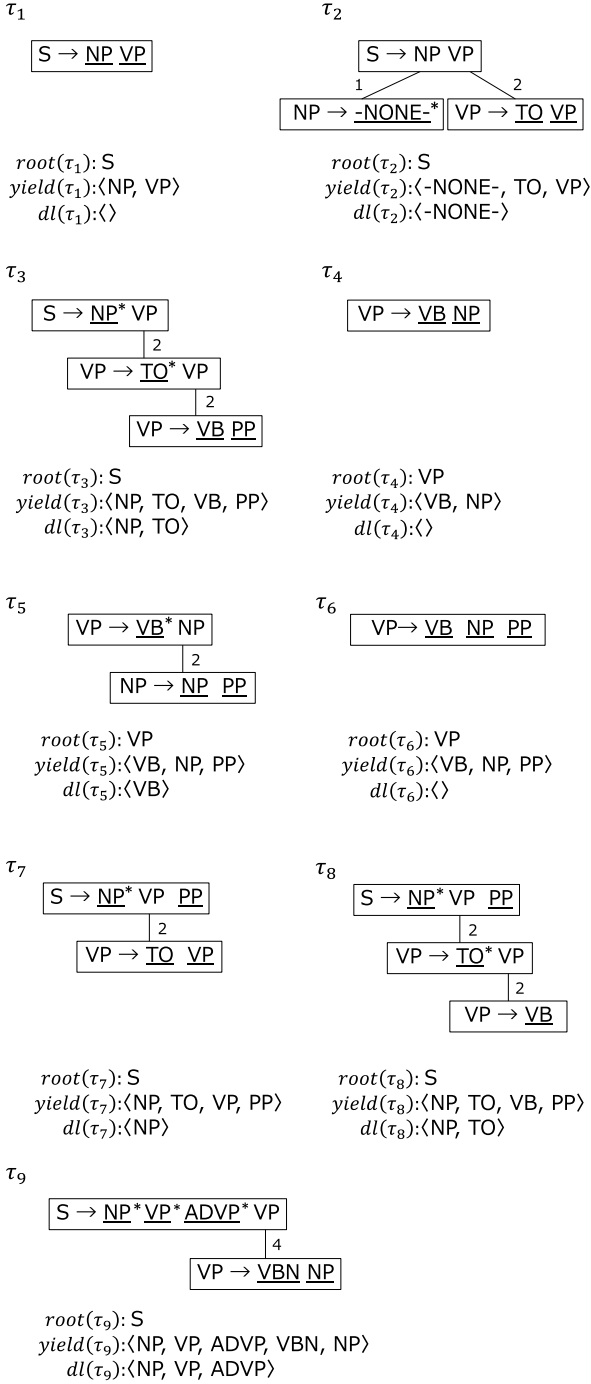 τ₁
S → NP VP
root(τ₁): S
yield(τ₁):⟨NP, VP⟩
dl(τ₁):⟨⟩
τ₂
S → NP VP
1
2
NP → -NONE-*
VP → TO VP
root(τ₂): S
yield(τ₂):⟨-NONE-, TO, VP⟩
dl(τ₂):⟨-NONE-⟩
τ₃
S → NP* VP
2
VP → TO* VP
2
VP → VB PP
root(τ₃): S
yield(τ₃):⟨NP, TO, VB, PP⟩
dl(τ₃):⟨NP, TO⟩
τ₄
VP → VB NP
root(τ₄): VP
yield(τ₄):⟨VB, NP⟩
dl(τ₄):⟨⟩
τ₅
VP → VB* NP
2
NP → NP PP
root(τ₅): VP
yield(τ₅):⟨VB, NP, PP⟩
dl(τ₅):⟨VB⟩
τ₆
VP→ VB NP PP
root(τ₆): VP
yield(τ₆):⟨VB, NP, PP⟩
dl(τ₆):⟨⟩
τ₇
S → NP* VP PP
2
VP → TO VP
root(τ₇): S
yield(τ₇):⟨NP, TO, VP, PP⟩
dl(τ₇):⟨NP⟩
τ₈
S → NP* VP PP
2
VP → TO* VP
2
VP → VB
root(τ₈): S
yield(τ₈):⟨NP, TO, VB, PP⟩
dl(τ₈):⟨NP, TO⟩
τ₉
S → NP* VP* ADVP* VP
4
VP → VBN NP
root(τ₉): S
yield(τ₉):⟨NP, VP, ADVP, VBN, NP⟩
dl(τ₉):⟨NP, VP, ADVP⟩